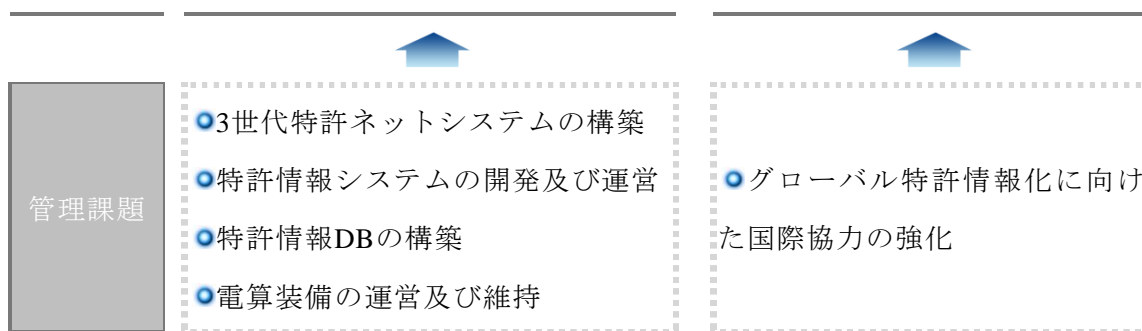 管理課題
3世代特許ネットシステムの構築
特許情報システムの開発及び運営
特許情報DBの構築
電算装備の運営及び維持
グローバル特許情報化に向け
た国際協力の強化